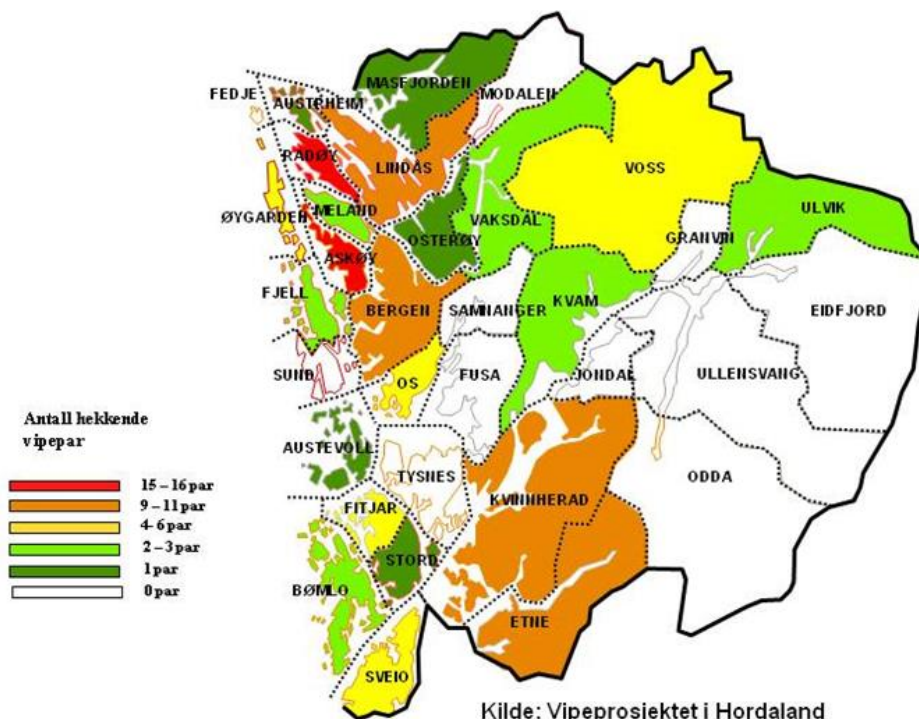 MASFJORDEN
FEDJE
AUSTRHEIM
MODALEN
RADØY
LINDÅS
VOSS
MELAND
ØYGARDEN
OSTERØY
VAKSDAL
ULVIK
GRANVIN
ASKØY
FJELL
BERGEN
SAMNANGER
KVAM
EIDFJORD
SUND
OS
FUSA
JONDAL
ULLENSVANG
Antall hekkende
vipepar
15 – 16 par
9 – 11 par
4 - 6 par
2 – 3 par
1 par
0 par
AUSTEVOLL
TYSNES
ODDA
KVINNHERAD
FITJAR
STORD
BØMLO
ETNE
SVEIO
Kilde: Vipeprosjektet i Hordaland